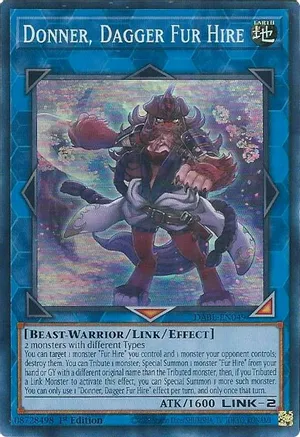 DONNER, DAGGER FUR HIRE
EARTH
地
DABL-EN049
[BEAST-WARRIOR/LINK/EFFECT]
2 monsters with different Types
You can target 1 monster "Fur Hire" you control and 1 monster your opponent controls;
destroy them. You can Tribute 1 monster; Special Summon 1 monster "Fur Hire" from your
hand or GY with a different original name than the Tributed monster, then, if you Tributed
a Link Monster to activate this effect, you can Special Summon 1 more such monster.
You can only use 1 "Donner, Dagger Fur Hire" effect per turn, and only once that turn.
ATK/1600 LINK-2
08728498 1st Edition